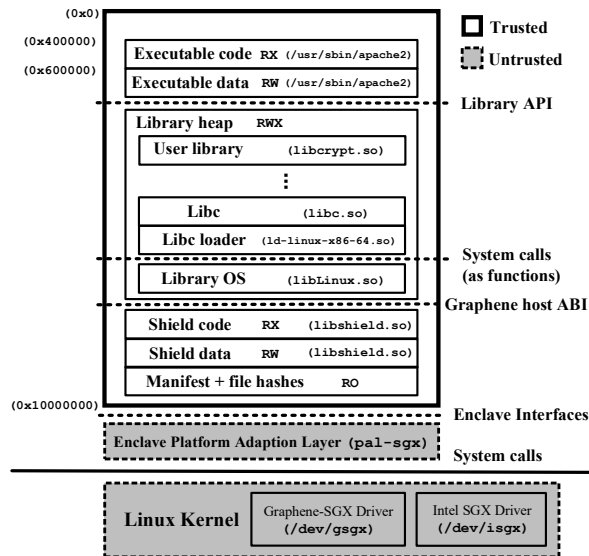 (0x0)
Trusted
(0x400000)
Executable code RX (/usr/sbin/apache2)
Untrusted
(0x600000)
Executable data RW (/usr/sbin/apache2)
Library API
Library heap RWX
User library (libcrypt.so)
⋮
Libc (libc.so)
Libc loader (ld-linux-x86-64.so)
System calls
(as functions)
Library OS (libLinux.so)
Graphene host ABI
Shield code RX (libshield.so)
Shield data RW (libshield.so)
Manifest + file hashes RO
(0x10000000)
Enclave Interfaces
Enclave Platform Adaption Layer (pal-sgx)
System calls
Linux Kernel
Graphene-SGX Driver
(/dev/gsgx)
Intel SGX Driver
(/dev/isgx)